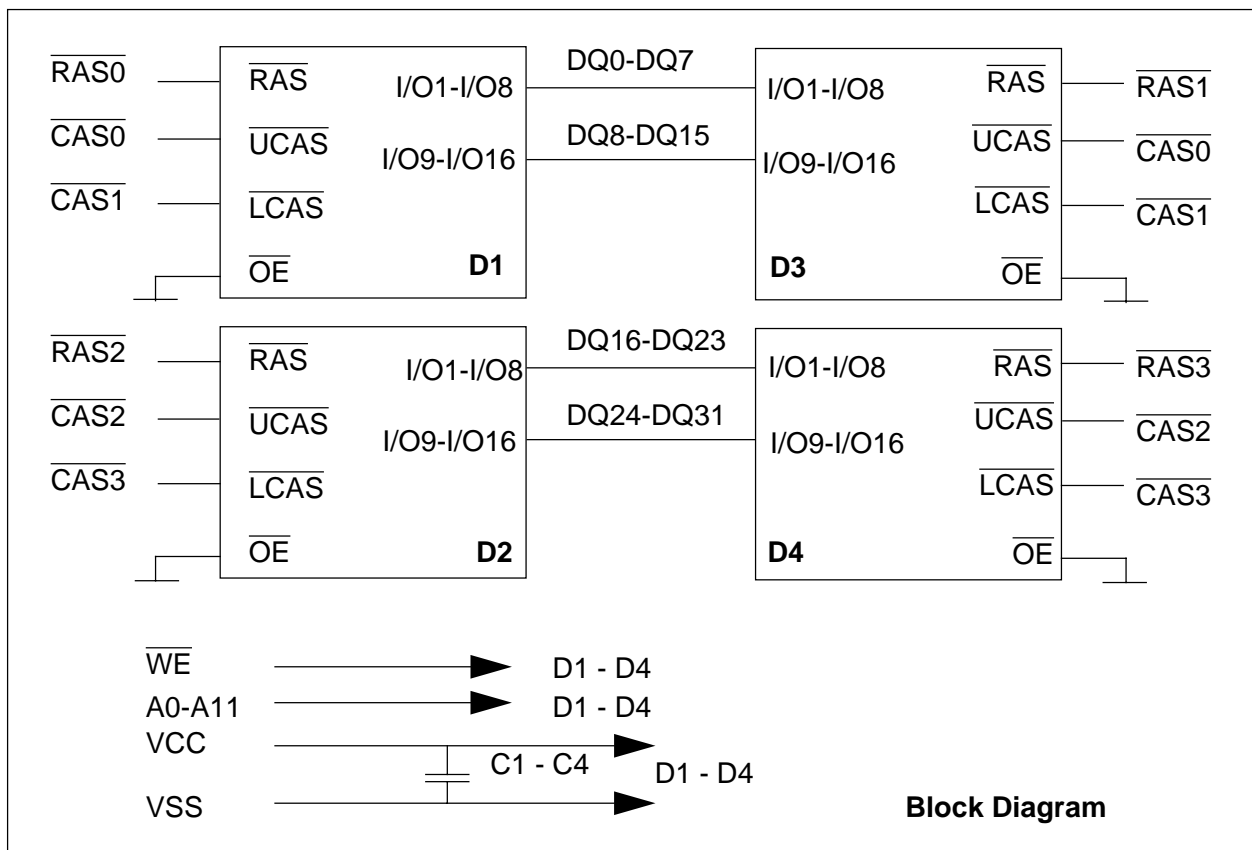 RAS0
CAS0
CAS1
RAS
UCAS
LCAS
OE
I/O1-I/O8
I/O9-I/O16
D1
DQ0-DQ7
DQ8-DQ15
I/O1-I/O8
I/O9-I/O16
D3
RAS
UCAS
LCAS
OE
RAS1
CAS0
CAS1
RAS2
CAS2
CAS3
RAS
UCAS
LCAS
OE
I/O1-I/O8
I/O9-I/O16
D2
DQ16-DQ23
DQ24-DQ31
I/O1-I/O8
I/O9-I/O16
D4
RAS
UCAS
LCAS
OE
RAS3
CAS2
CAS3
WE
D1 - D4
A0-A11
D1 - D4
VCC
C1 - C4
D1 - D4
VSS
Block Diagram